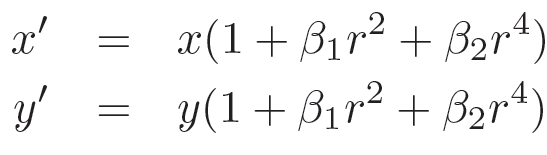 x′ = x(1 + β₁r² + β₂r⁴)
y′ = y(1 + β₁r² + β₂r⁴)